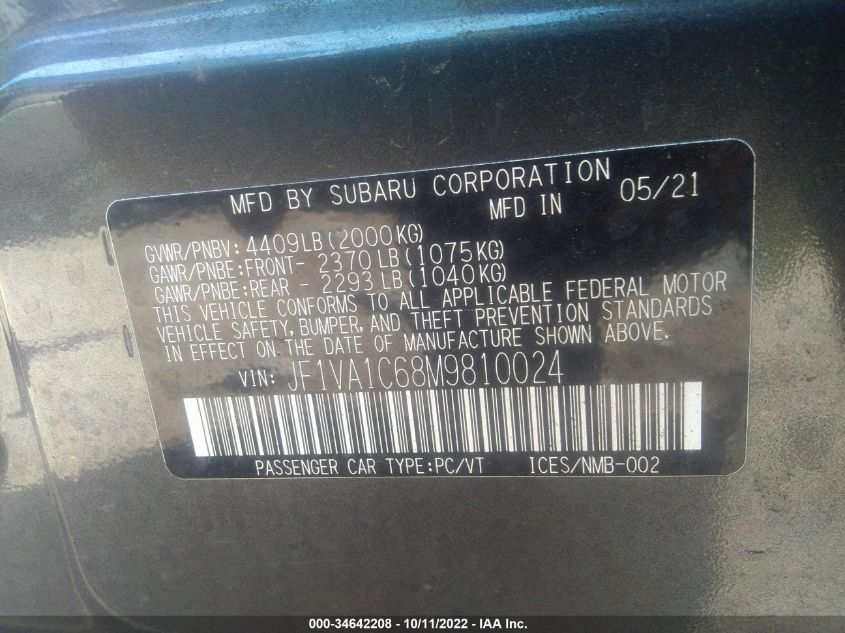 MFD BY SUBARU CORPORATION
MFD IN 05/21
GVWR/PNBV: 4409LB(2000KG)
GAWR/PNBE:FRONT- 2370LB(1075KG)
GAWR/PNBE:REAR - 2293LB(1040KG)
THIS VEHICLE CONFORMS TO ALL APPLICABLE FEDERAL MOTOR
VEHICLE SAFETY, BUMPER, AND THEFT PREVENTION STANDARDS
IN EFFECT ON THE DATE OF MANUFACTURE SHOWN ABOVE.
VIN: JF1VA1C68M9810024
PASSENGER CAR TYPE:PC/VT ICES/NMB-002
000-34642208 - 10/11/2022 - IAA Inc.